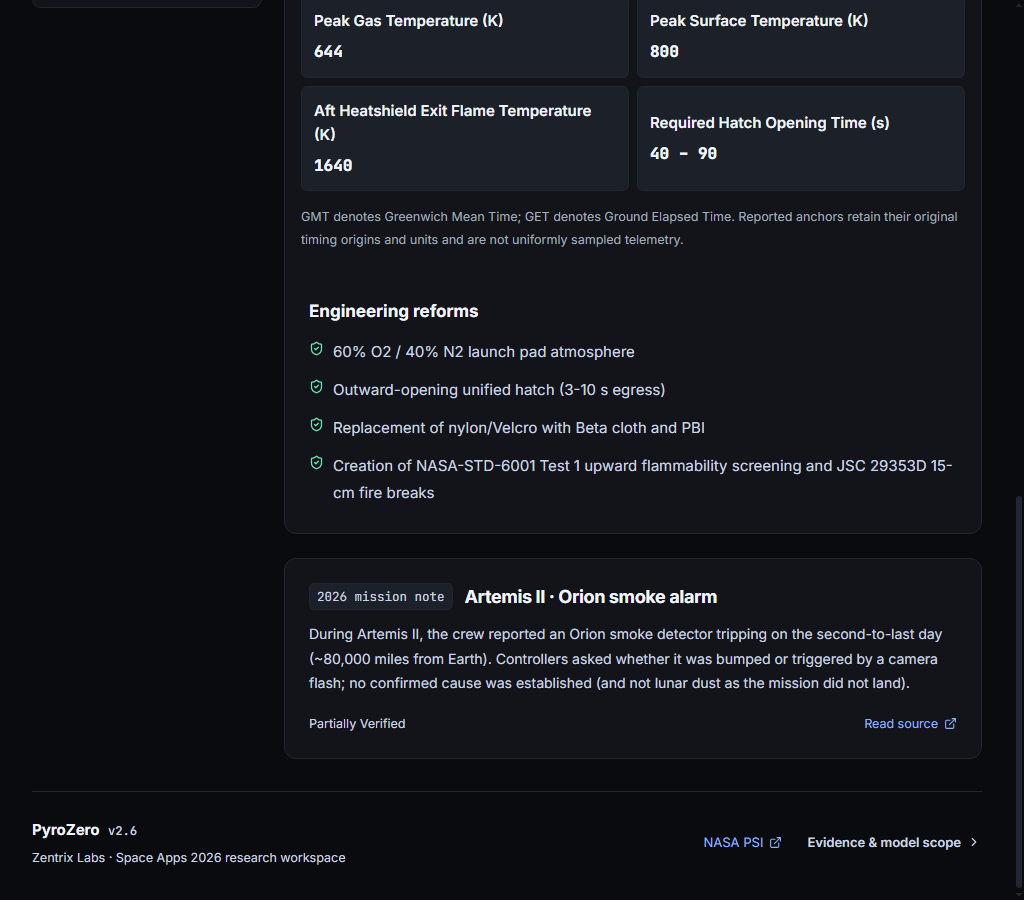 Peak Gas Temperature (K)
644
Peak Surface Temperature (K)
800
Aft Heatshield Exit Flame Temperature
(K)
1640
Required Hatch Opening Time (s)
40 – 90
GMT denotes Greenwich Mean Time; GET denotes Ground Elapsed Time. Reported anchors retain their original
timing origins and units and are not uniformly sampled telemetry.
Engineering reforms
60% O2 / 40% N2 launch pad atmosphere
Outward-opening unified hatch (3-10 s egress)
Replacement of nylon/Velcro with Beta cloth and PBI
Creation of NASA-STD-6001 Test 1 upward flammability screening and JSC 29353D 15-
cm fire breaks
2026 mission note
Artemis II · Orion smoke alarm
During Artemis II, the crew reported an Orion smoke detector tripping on the second-to-last day
(~80,000 miles from Earth). Controllers asked whether it was bumped or triggered by a camera
flash; no confirmed cause was established (and not lunar dust as the mission did not land).
Partially Verified
Read source
PyroZero v2.6
Zentrix Labs · Space Apps 2026 research workspace
NASA PSI
Evidence & model scope